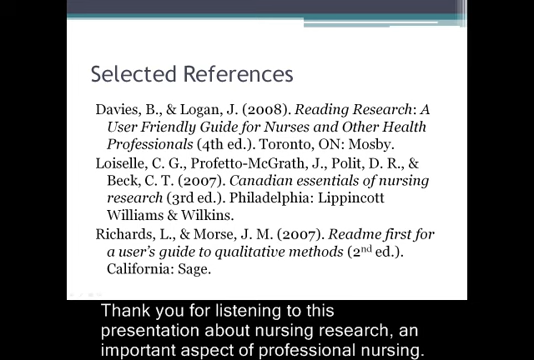 Selected References
Davies, B., & Logan, J. (2008). Reading Research: A
User Friendly Guide for Nurses and Other Health
Professionals (4th ed.). Toronto, ON: Mosby.
Loiselle, C. G., Profetto-McGrath, J., Polit, D. R., &
Beck, C. T. (2007). Canadian essentials of nursing
research (3rd ed.). Philadelphia: Lippincott
Williams & Wilkins.
Richards, L., & Morse, J. M. (2007). Readme first for
a user's guide to qualitative methods (2nd ed.).
California: Sage.
Thank you for listening to this
presentation about nursing research, an
important aspect of professional nursing.